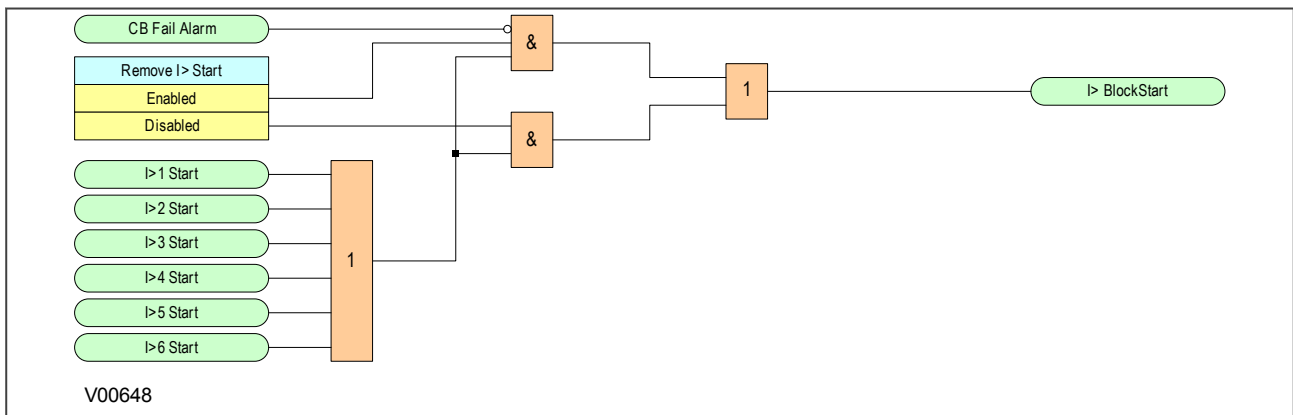 CB Fail Alarm
&
Remove I> Start
Enabled
Disabled
1
I> BlockStart
&
I>1 Start
I>2 Start
I>3 Start
I>4 Start
1
I>5 Start
I>6 Start
V00648